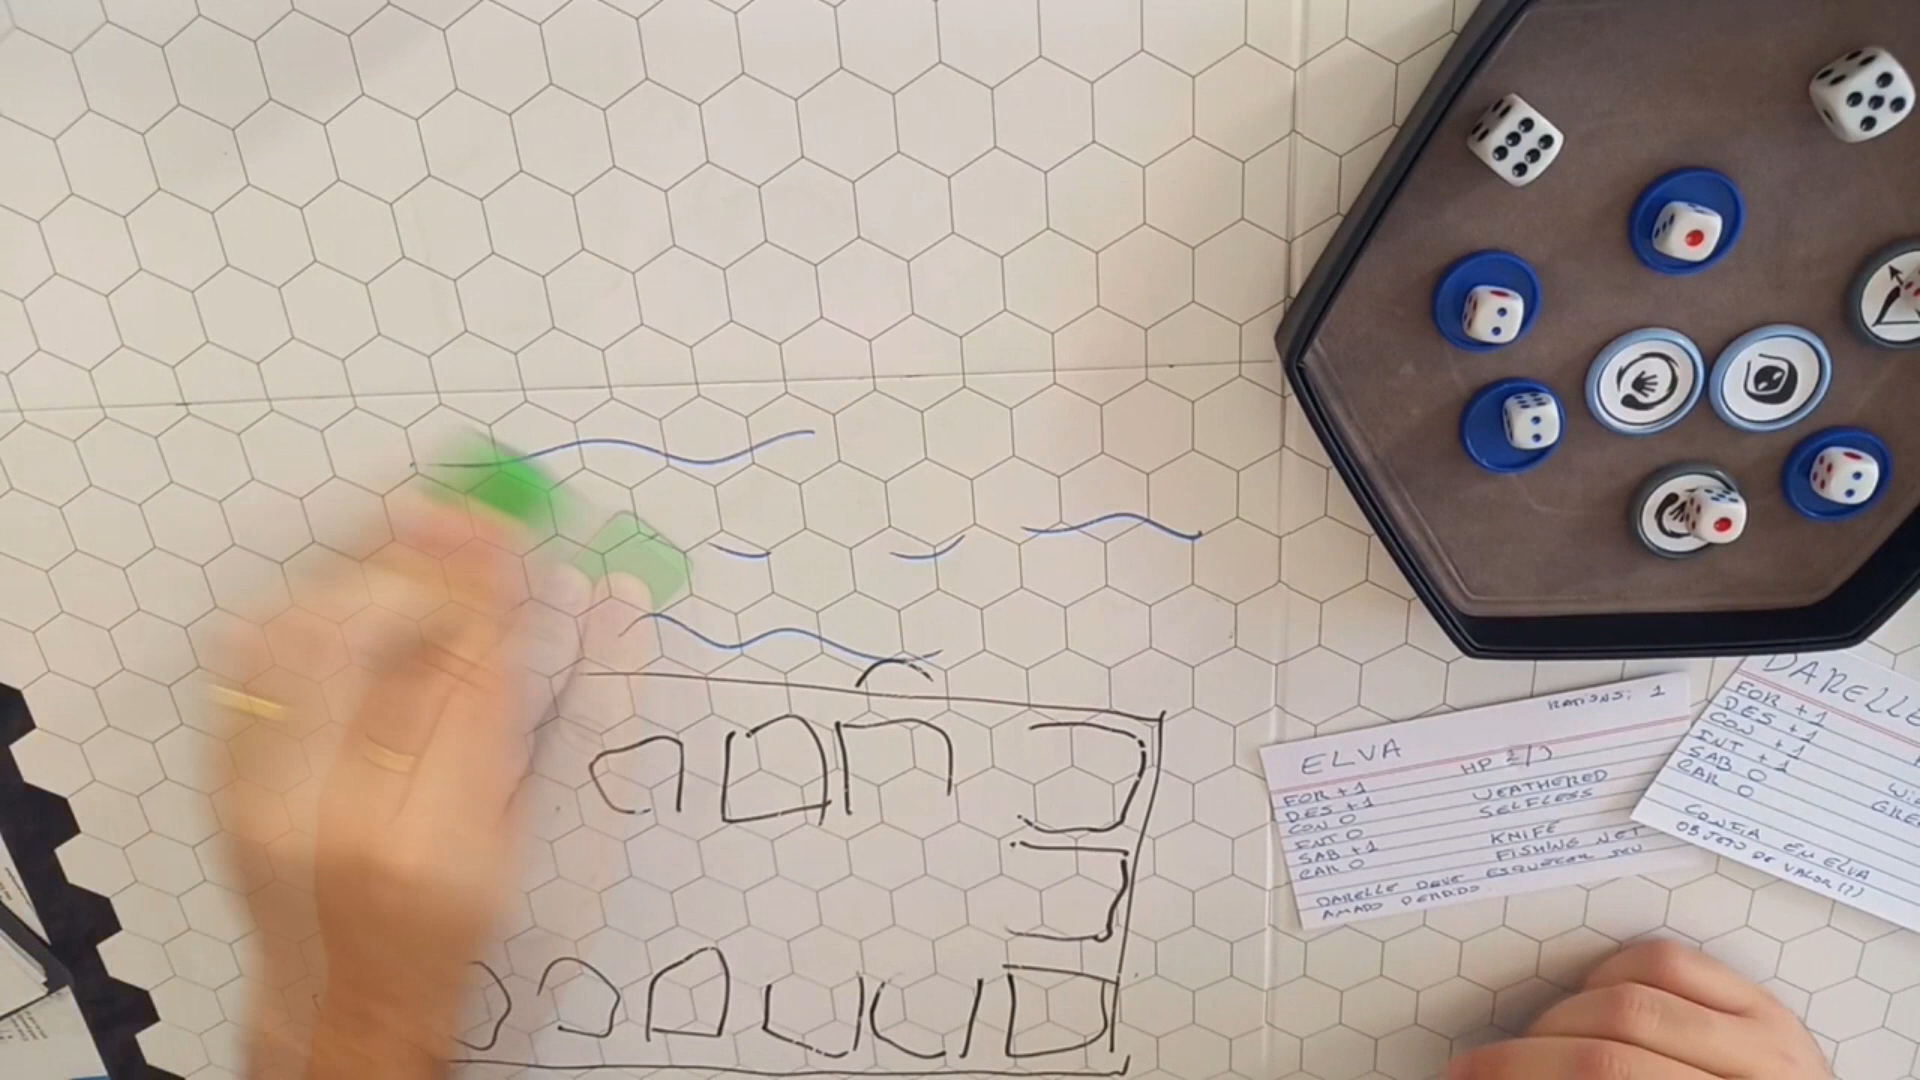 RATIONS: 1
ELVA
HP 2/3
FOR +1
WEATHERED
DES +1
SELFLESS
CON 0
INT 0
KNIFE
SAB +1
FISHING NET
CAR 0
DARELLE DEVE ESQUECER SEU
AMADO PERDIDO
DARELLE
FOR +1
DES +1
CON +1
INT +1
SAB 0
CAR 0
CONFIA EM ELVA
OBJETO DE VALOR(?)